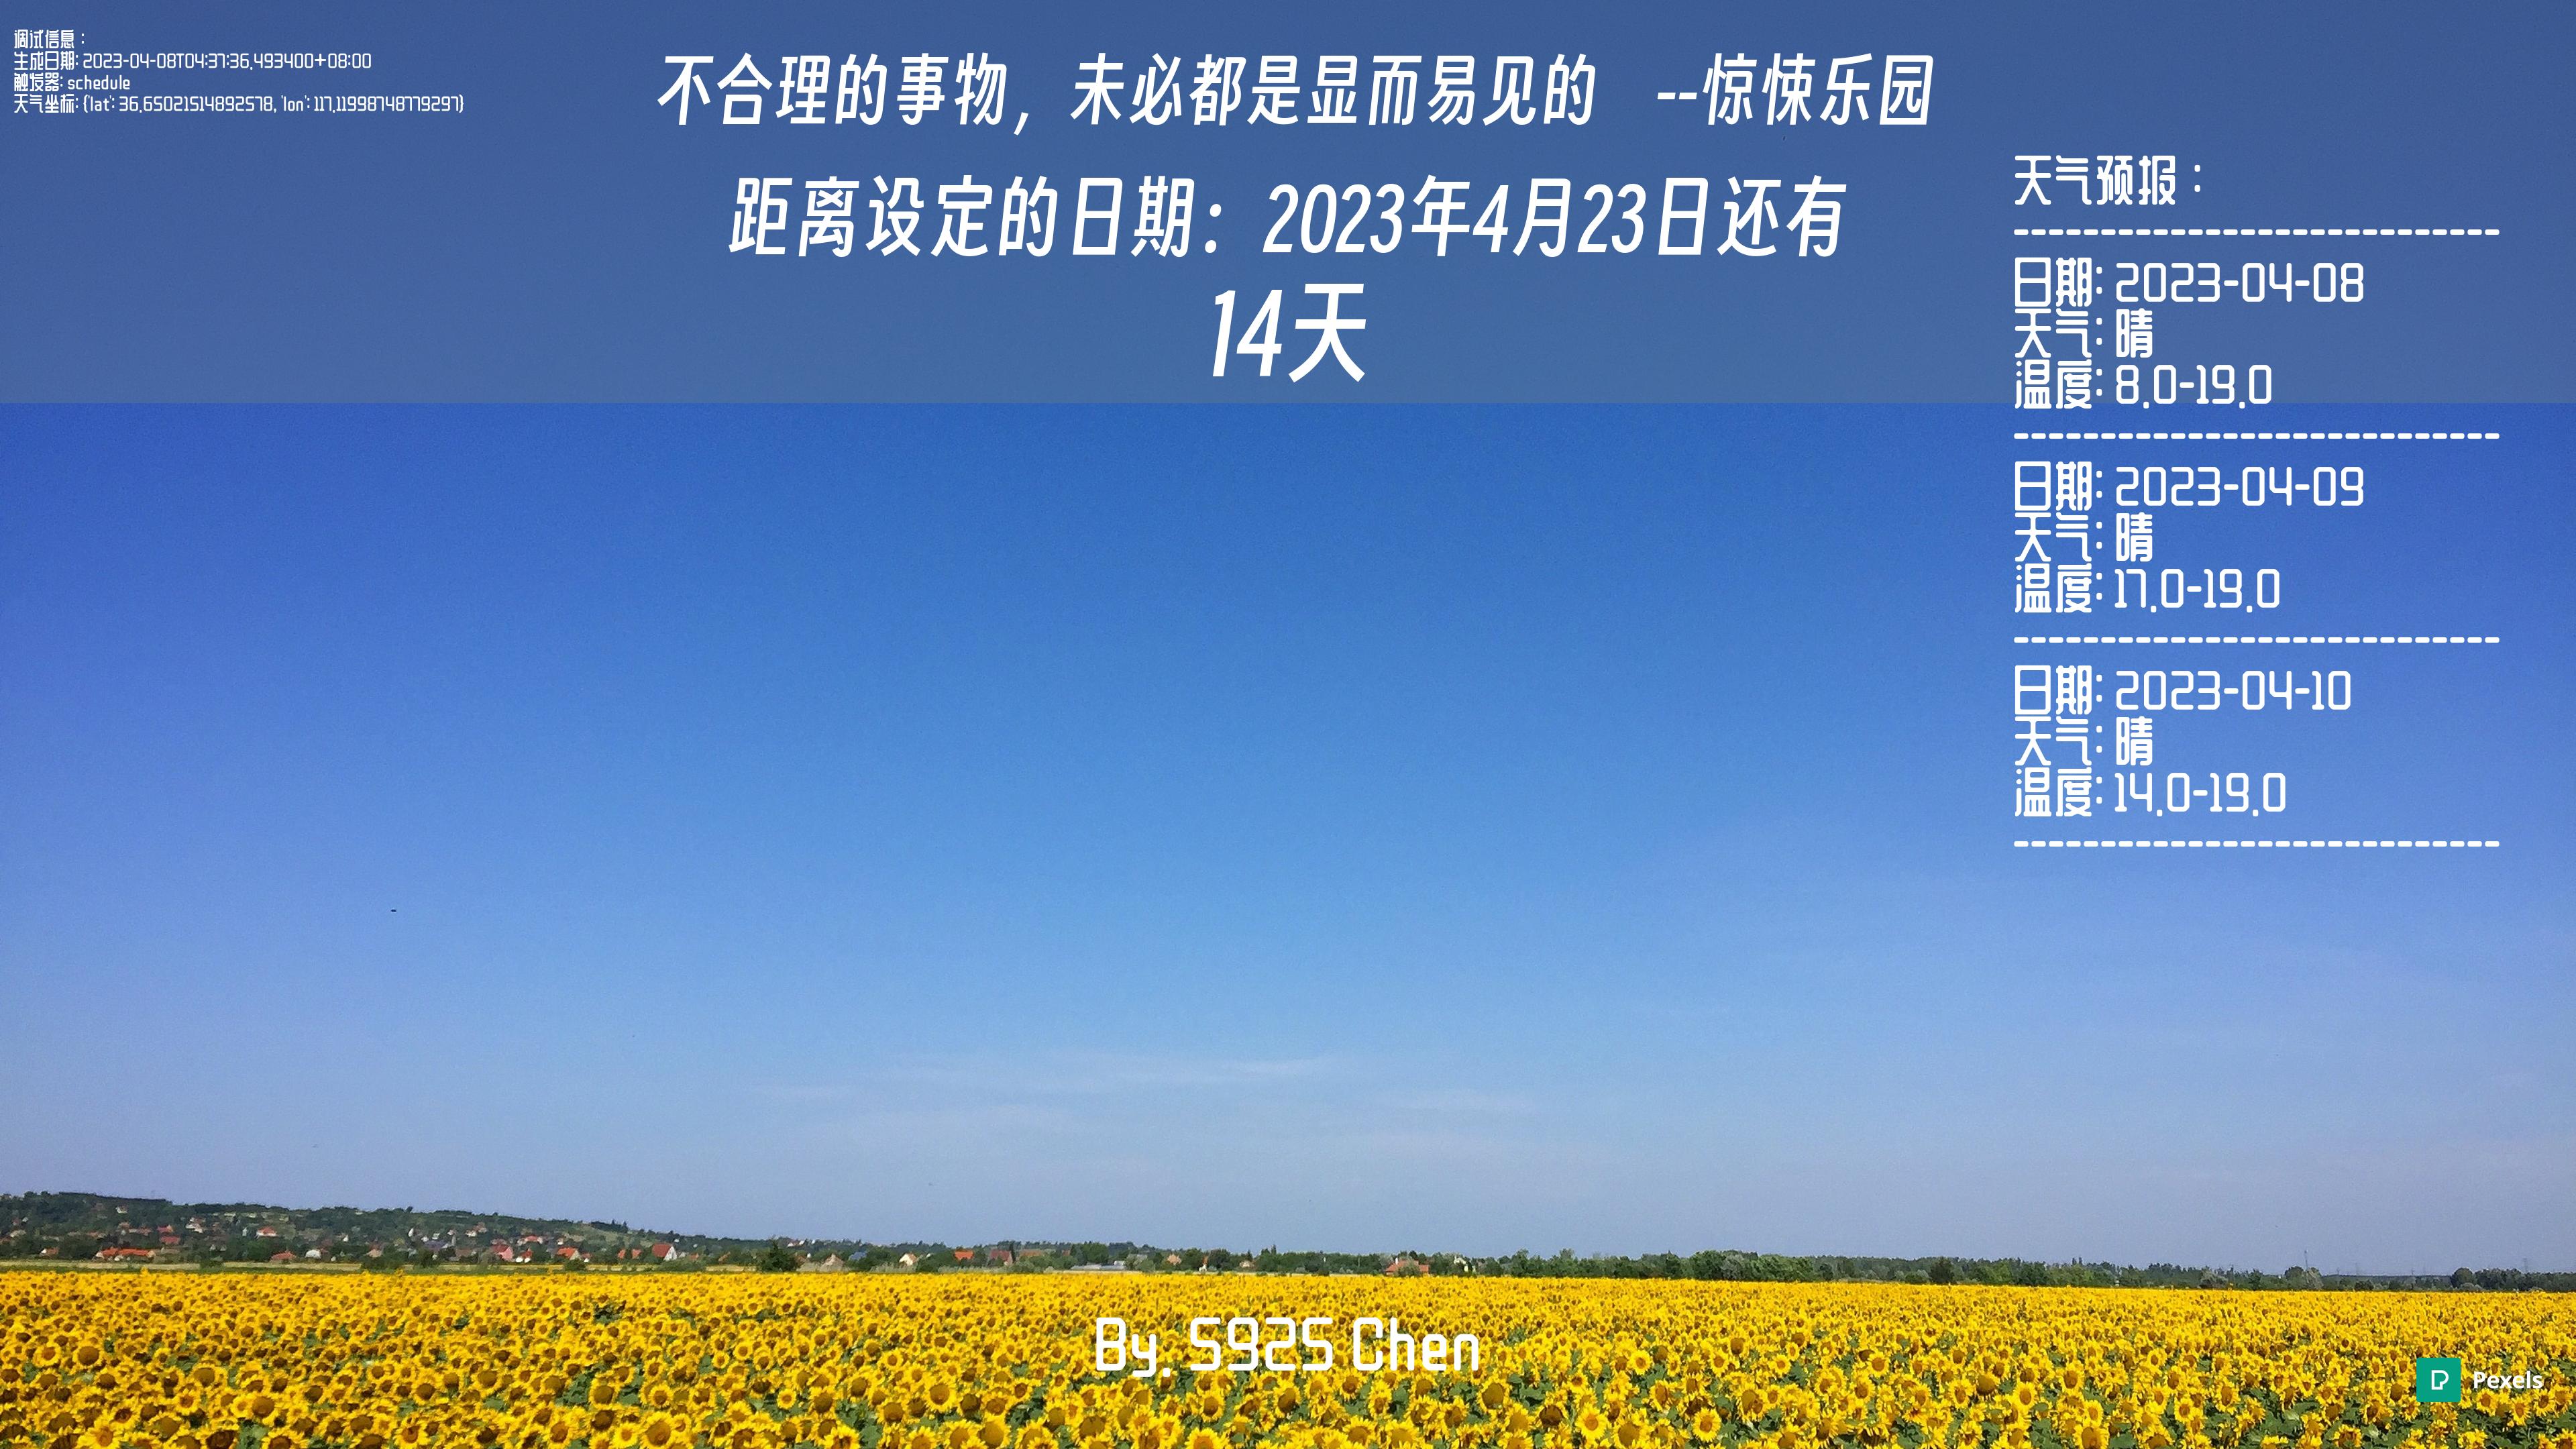 调试信息：
生成日期: 2023-04-08T04:37:36.493400+08:00
触发器: schedule
天气坐标: {'lat': 36.65021514892578, 'lon': 117.11998748779297}
不合理的事物，未必都是显而易见的 --惊悚乐园
距离设定的日期：2023年4月23日还有
14天
天气预报：
----------------------------
日期: 2023-04-08
天气: 晴
温度: 8.0-19.0
----------------------------
日期: 2023-04-09
天气: 晴
温度: 17.0-19.0
----------------------------
日期: 2023-04-10
天气: 晴
温度: 14.0-19.0
----------------------------
By. S92S Chen
Pexels